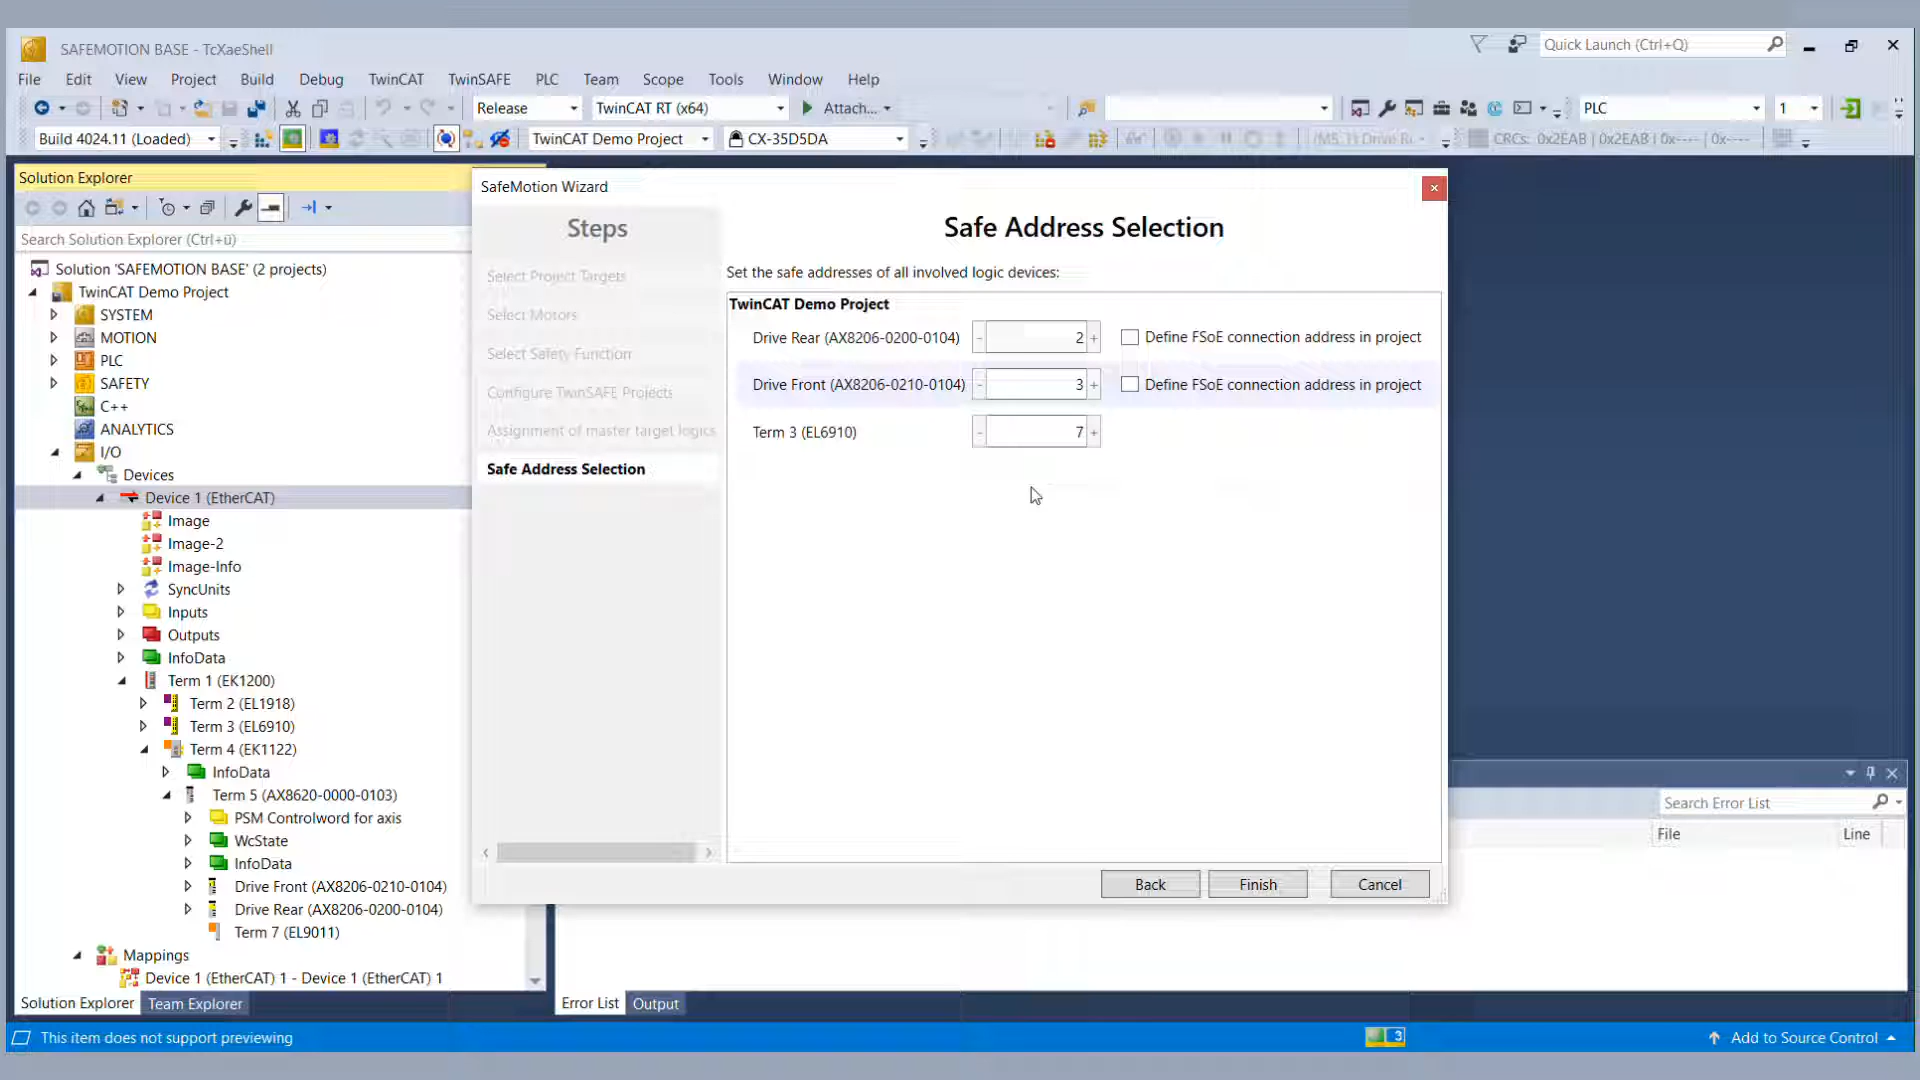 SAFEMOTION BASE - TcXaeShell
Quick Launch (Ctrl+Q)
File Edit View Project Build Debug TwinCAT TwinSAFE PLC Team Scope Tools Window Help
Release TwinCAT RT (x64) Attach... PLC 1
Build 4024.11 (Loaded) TwinCAT Demo Project CX-35D5DA CRCs: 0x2EAB | 0x2EAB | 0x---- | 0x---
Solution Explorer
Search Solution Explorer (Ctrl+ü)
Solution 'SAFEMOTION BASE' (2 projects)
TwinCAT Demo Project
SYSTEM
MOTION
PLC
SAFETY
C++
ANALYTICS
I/O
Devices
Device 1 (EtherCAT)
Image
Image-2
Image-Info
SyncUnits
Inputs
Outputs
InfoData
Term 1 (EK1200)
Term 2 (EL1918)
Term 3 (EL6910)
Term 4 (EK1122)
InfoData
Term 5 (AX8620-0000-0103)
PSM Controlword for axis
WcState
InfoData
Drive Front (AX8206-0210-0104)
Drive Rear (AX8206-0200-0104)
Term 7 (EL9011)
Mappings
Device 1 (EtherCAT) 1 - Device 1 (EtherCAT) 1
Solution Explorer Team Explorer
SafeMotion Wizard
Steps
Select Project Targets
Select Motors
Select Safety Function
Configure TwinSAFE Projects
Assignment of master target logics
Safe Address Selection
Safe Address Selection
Set the safe addresses of all involved logic devices:
TwinCAT Demo Project
Drive Rear (AX8206-0200-0104) - 2 + Define FSoE connection address in project
Drive Front (AX8206-0210-0104) - 3 + Define FSoE connection address in project
Term 3 (EL6910) - 7 +
Back Finish Cancel
Search Error List
File Line
Error List Output
This item does not support previewing
3
Add to Source Control